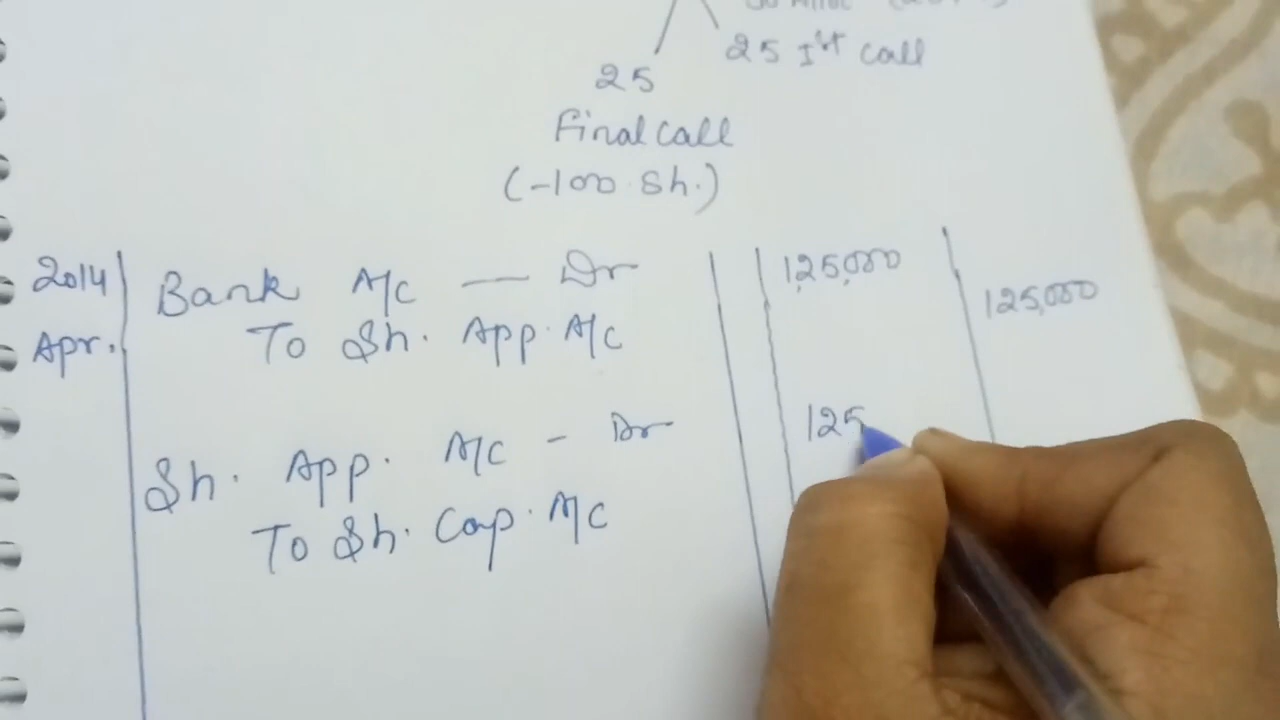 25 Ist call
25
Final call
(-100 Sh.)
2014 Bank A/c — Dr 125,000
Apr. To Sh. App. A/c 125,000
Sh. App. A/c - Dr 125
To Sh. Cap. A/c